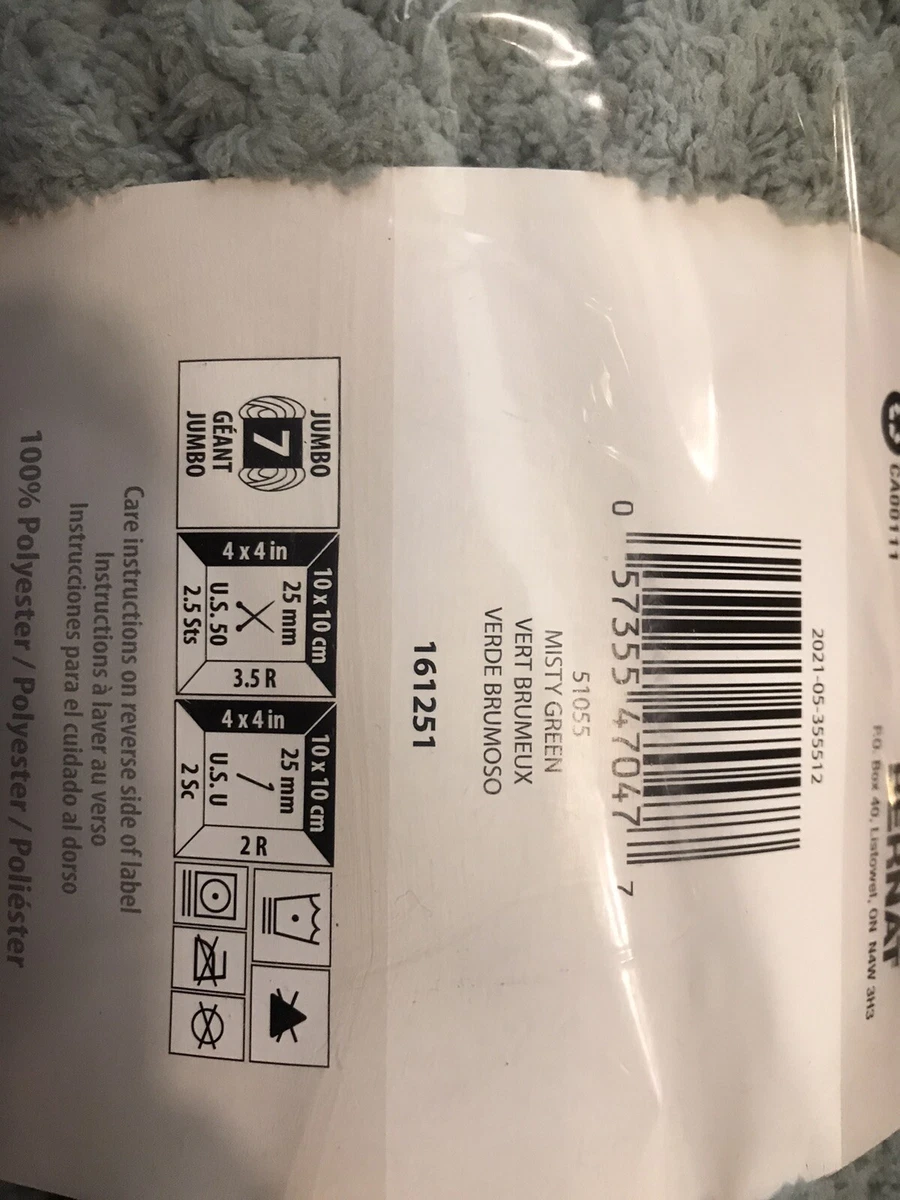 BERNAT
CA00111
P.O. Box 40, Listowel, ON N4W 3H3
2021-05-355512
0 57355 47047 7
51055
MISTY GREEN
VERT BRUMEUX
VERDE BRUMOSO
161251
JUMBO
7
GÉANT
JUMBO
10 x 10 cm
4 x 4 in
25 mm
U.S. 50
2.5 Sts
3.5 R
10 x 10 cm
4 x 4 in
25 mm
U.S. U
2 Sc
2 R
Care instructions on reverse side of label
Instructions à laver au verso
Instrucciones para el cuidado al dorso
100% Polyester / Polyester / Poliéster